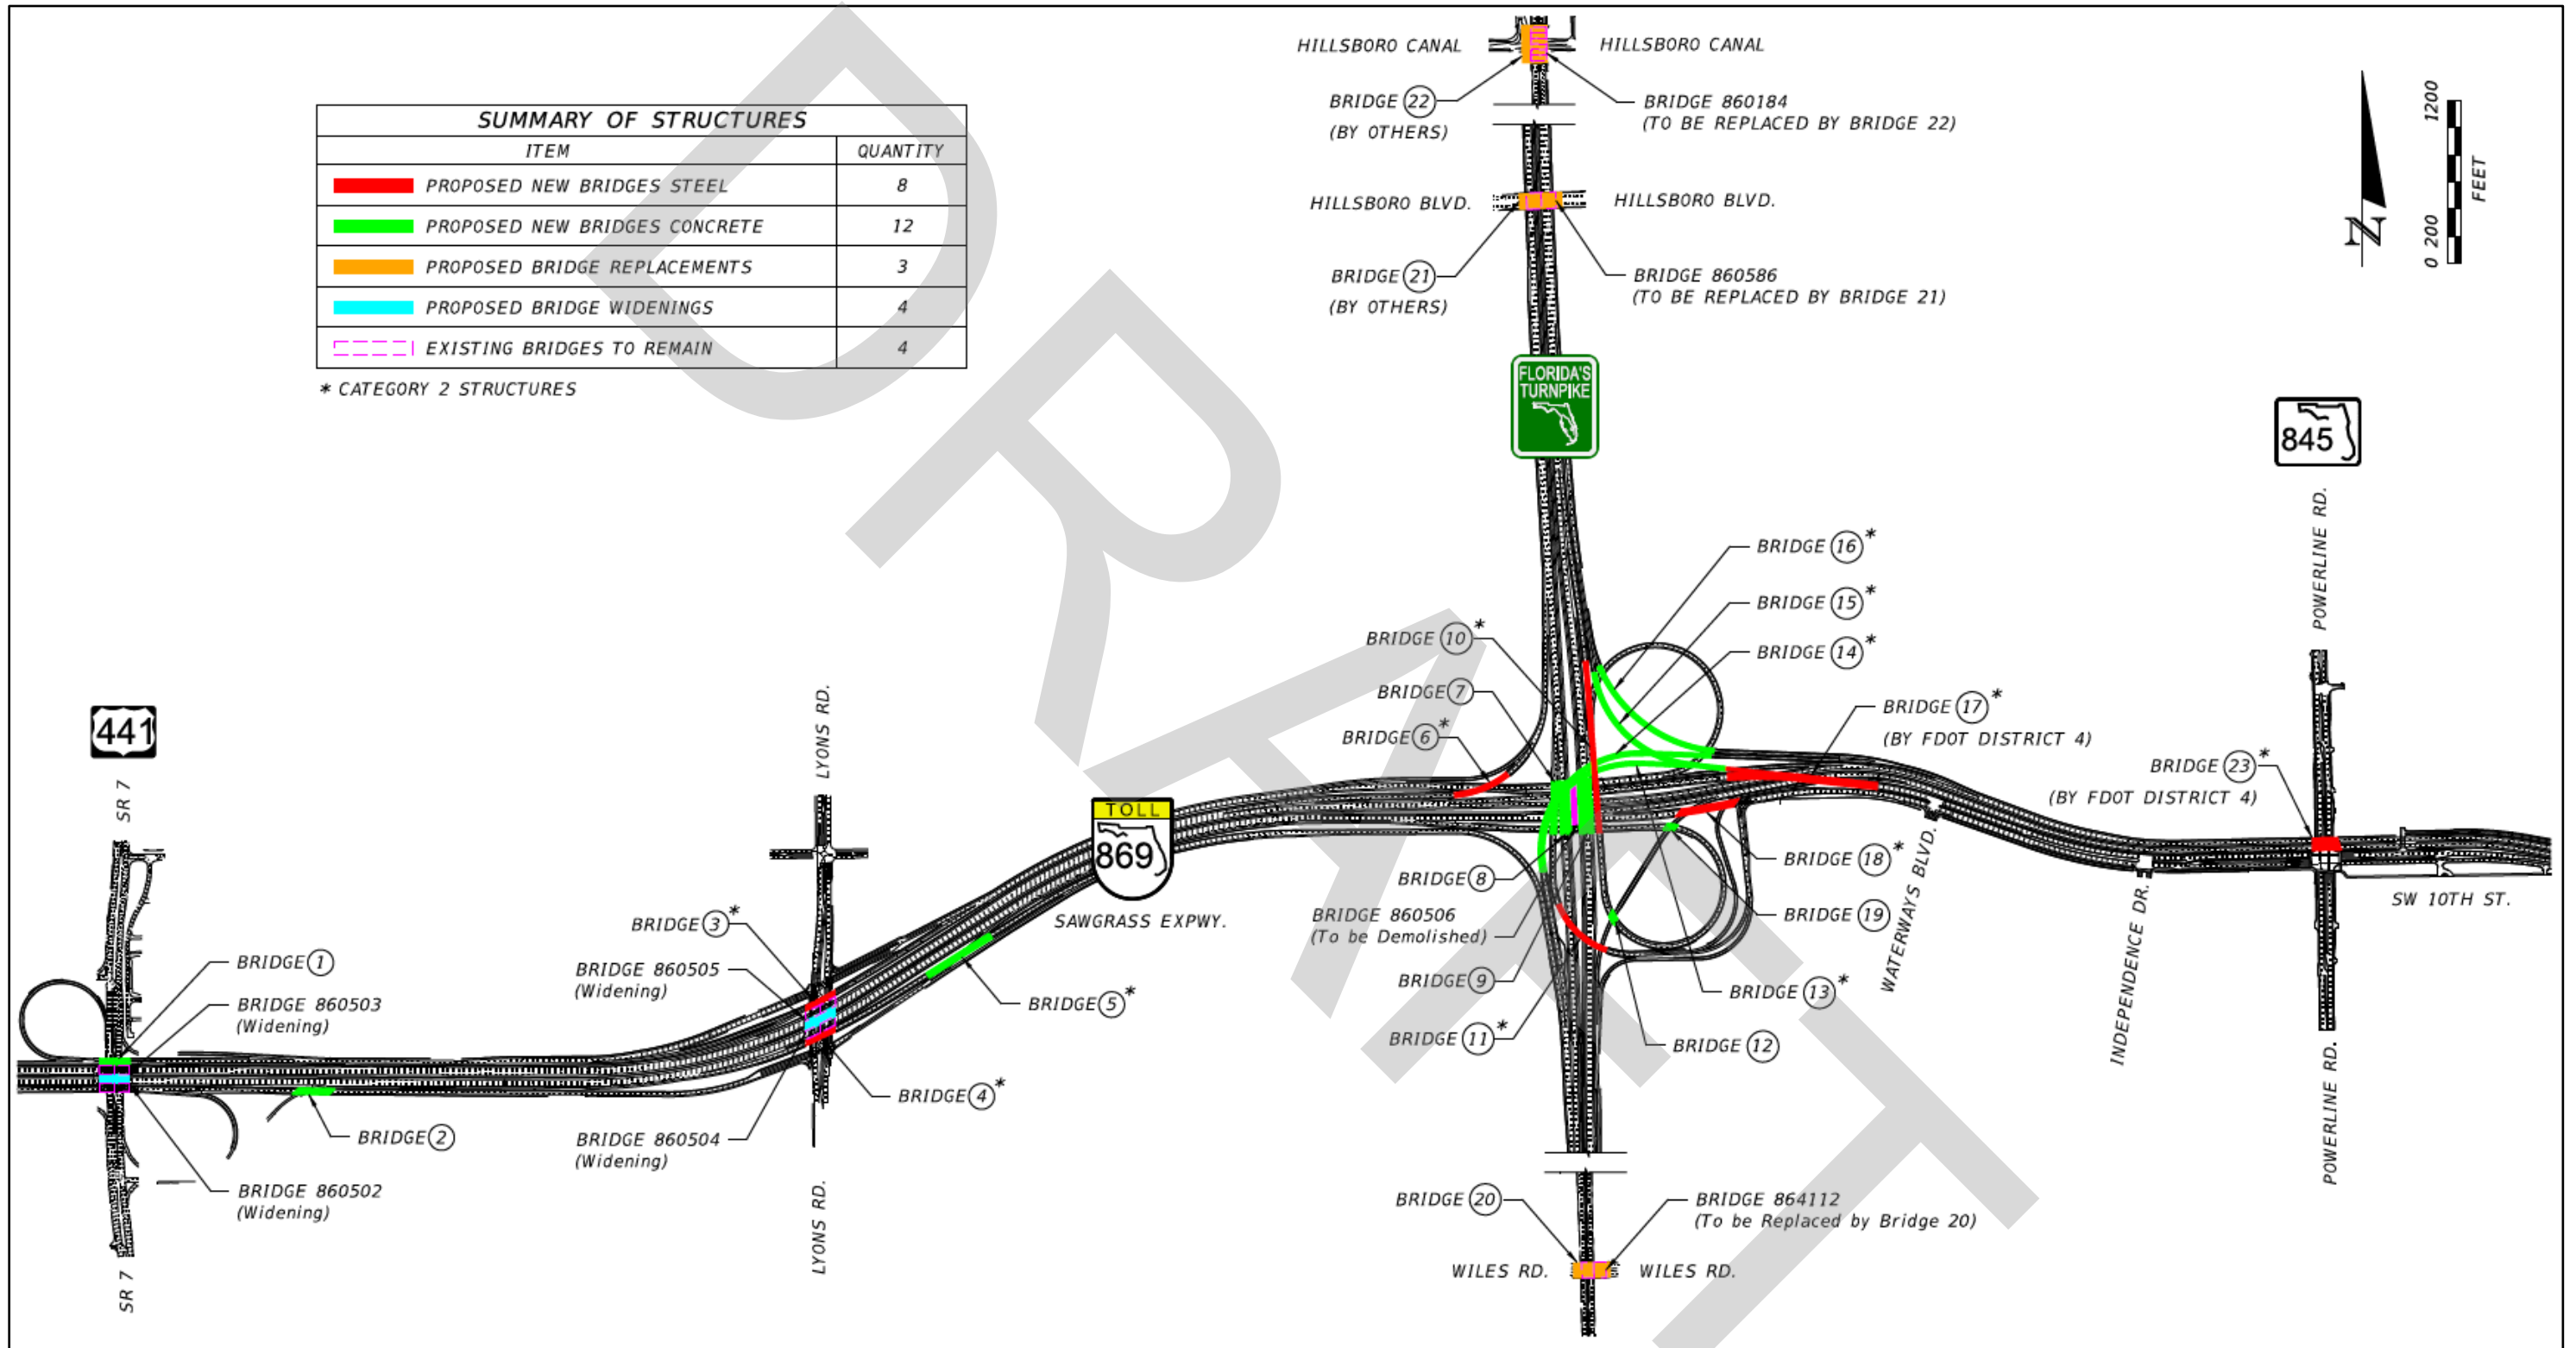 SUMMARY OF STRUCTURES
ITEM QUANTITY
PROPOSED NEW BRIDGES STEEL 8
PROPOSED NEW BRIDGES CONCRETE 12
PROPOSED BRIDGE REPLACEMENTS 3
PROPOSED BRIDGE WIDENINGS 4
EXISTING BRIDGES TO REMAIN 4
* CATEGORY 2 STRUCTURES
HILLSBORO CANAL
HILLSBORO CANAL
BRIDGE 22
(BY OTHERS)
BRIDGE 860184
(TO BE REPLACED BY BRIDGE 22)
HILLSBORO BLVD.
HILLSBORO BLVD.
BRIDGE 21
(BY OTHERS)
BRIDGE 860586
(TO BE REPLACED BY BRIDGE 21)
N
0 200 1200
FEET
FLORIDA'S
TURNPIKE
845
POWERLINE RD.
BRIDGE 16*
BRIDGE 15*
BRIDGE 14*
BRIDGE 10*
BRIDGE 7
BRIDGE 6*
BRIDGE 17*
(BY FDOT DISTRICT 4)
BRIDGE 23*
(BY FDOT DISTRICT 4)
441
SR 7
LYONS RD.
TOLL
869
SAWGRASS EXPWY.
BRIDGE 8
BRIDGE 860506
(To be Demolished)
BRIDGE 9
BRIDGE 11*
BRIDGE 18*
BRIDGE 19
BRIDGE 13*
BRIDGE 12
WATERWAYS BLVD.
INDEPENDENCE DR.
SW 10TH ST.
POWERLINE RD.
BRIDGE 1
BRIDGE 860503
(Widening)
BRIDGE 2
BRIDGE 860502
(Widening)
SR 7
BRIDGE 3*
BRIDGE 860505
(Widening)
BRIDGE 5*
BRIDGE 4*
BRIDGE 860504
(Widening)
LYONS RD.
BRIDGE 20
BRIDGE 864112
(To be Replaced by Bridge 20)
WILES RD.
WILES RD.
DRAFT